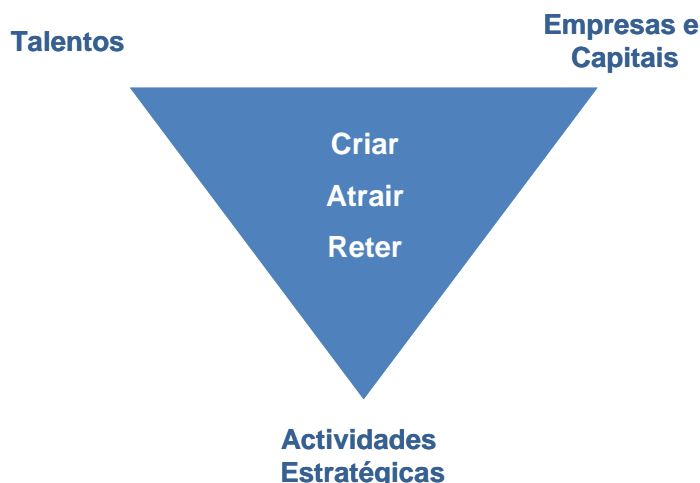 Talentos
Empresas e
Capitais
Criar
Atrair
Reter
Actividades
Estratégicas